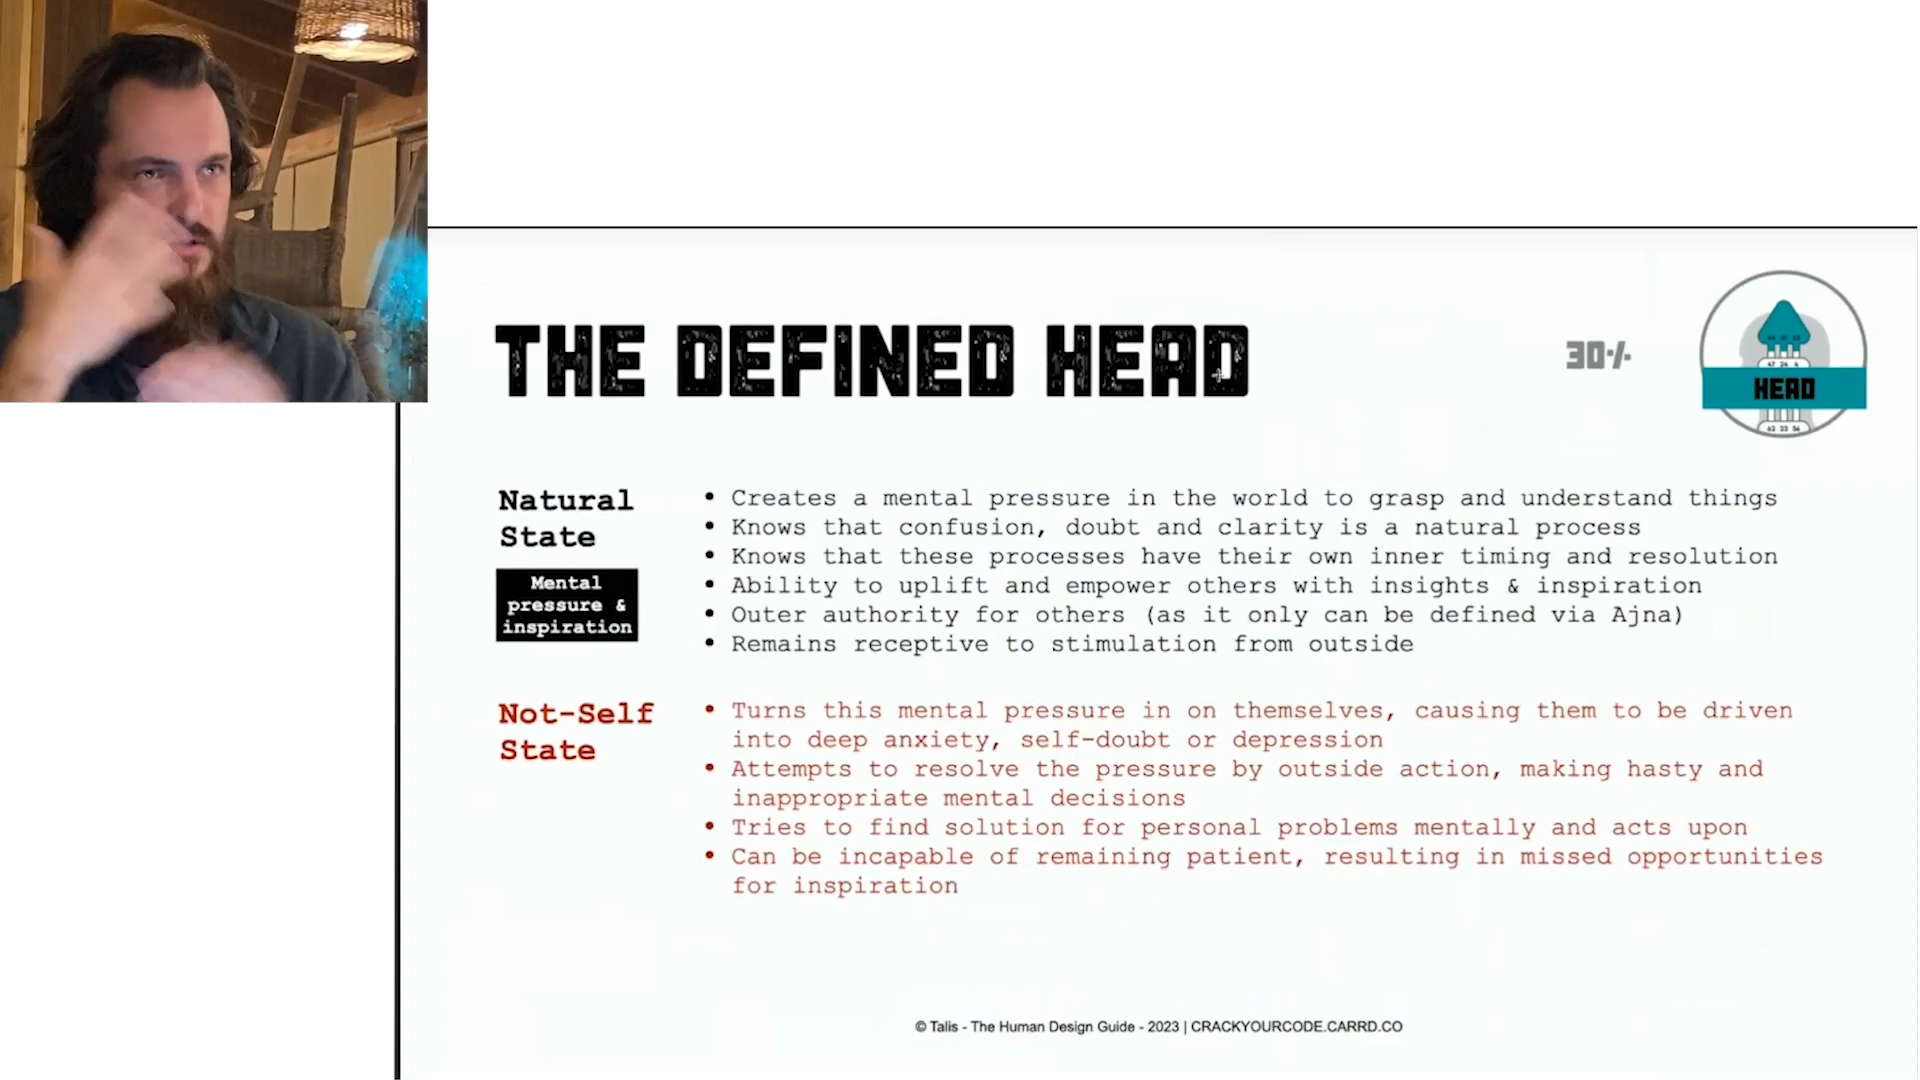 THE DEFINED HEAD
30%
HEAD
62 23 56
Natural
State
Mental
pressure &
inspiration
• Creates a mental pressure in the world to grasp and understand things
• Knows that confusion, doubt and clarity is a natural process
• Knows that these processes have their own inner timing and resolution
• Ability to uplift and empower others with insights & inspiration
• Outer authority for others (as it only can be defined via Ajna)
• Remains receptive to stimulation from outside
Not-Self
State
• Turns this mental pressure in on themselves, causing them to be driven
into deep anxiety, self-doubt or depression
• Attempts to resolve the pressure by outside action, making hasty and
inappropriate mental decisions
• Tries to find solution for personal problems mentally and acts upon
• Can be incapable of remaining patient, resulting in missed opportunities
for inspiration
© Talis - The Human Design Guide - 2023 | CRACKYOURCODE.CARRD.CO